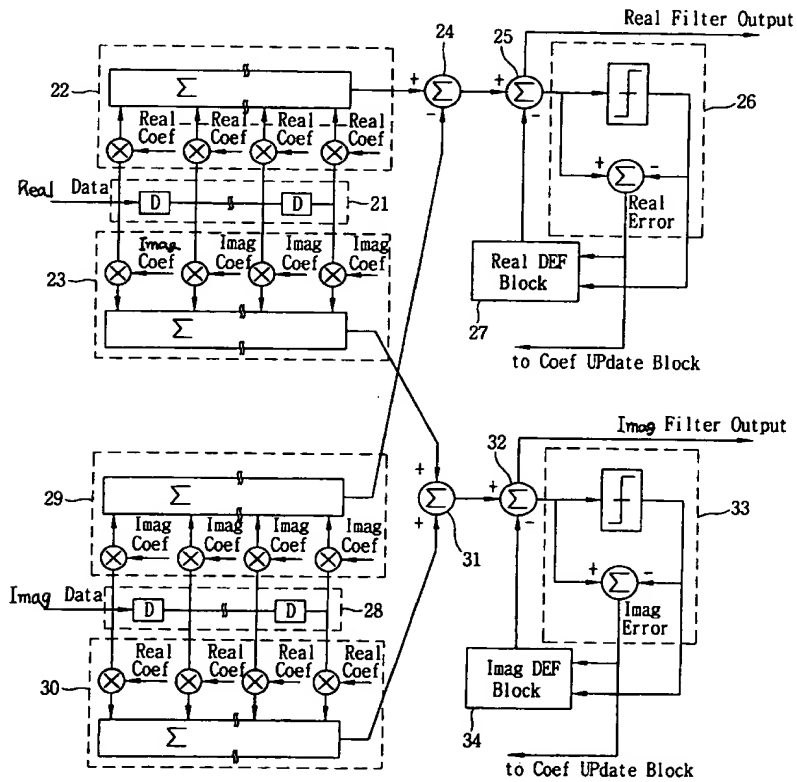 Real Filter Output
24
25
22
Σ
+
Σ
+
Σ
-
-
26
Real Coef
Real Coef
Real Coef
Real Coef
+
Σ
-
Real Error
Real Data
D
D
21
Imag Coef
Imag Coef
Imag Coef
Imag Coef
23
Real DEF Block
27
Σ
to Coef UPdate Block
Imag Filter Output
32
29
Σ
+
Σ
+
+
Σ
-
31
33
Imag Coef
Imag Coef
Imag Coef
Imag Coef
+
Σ
-
Imag Error
Imag Data
D
D
28
Real Coef
Real Coef
Real Coef
Real Coef
30
Imag DEF Block
34
Σ
to Coef UPdate Block